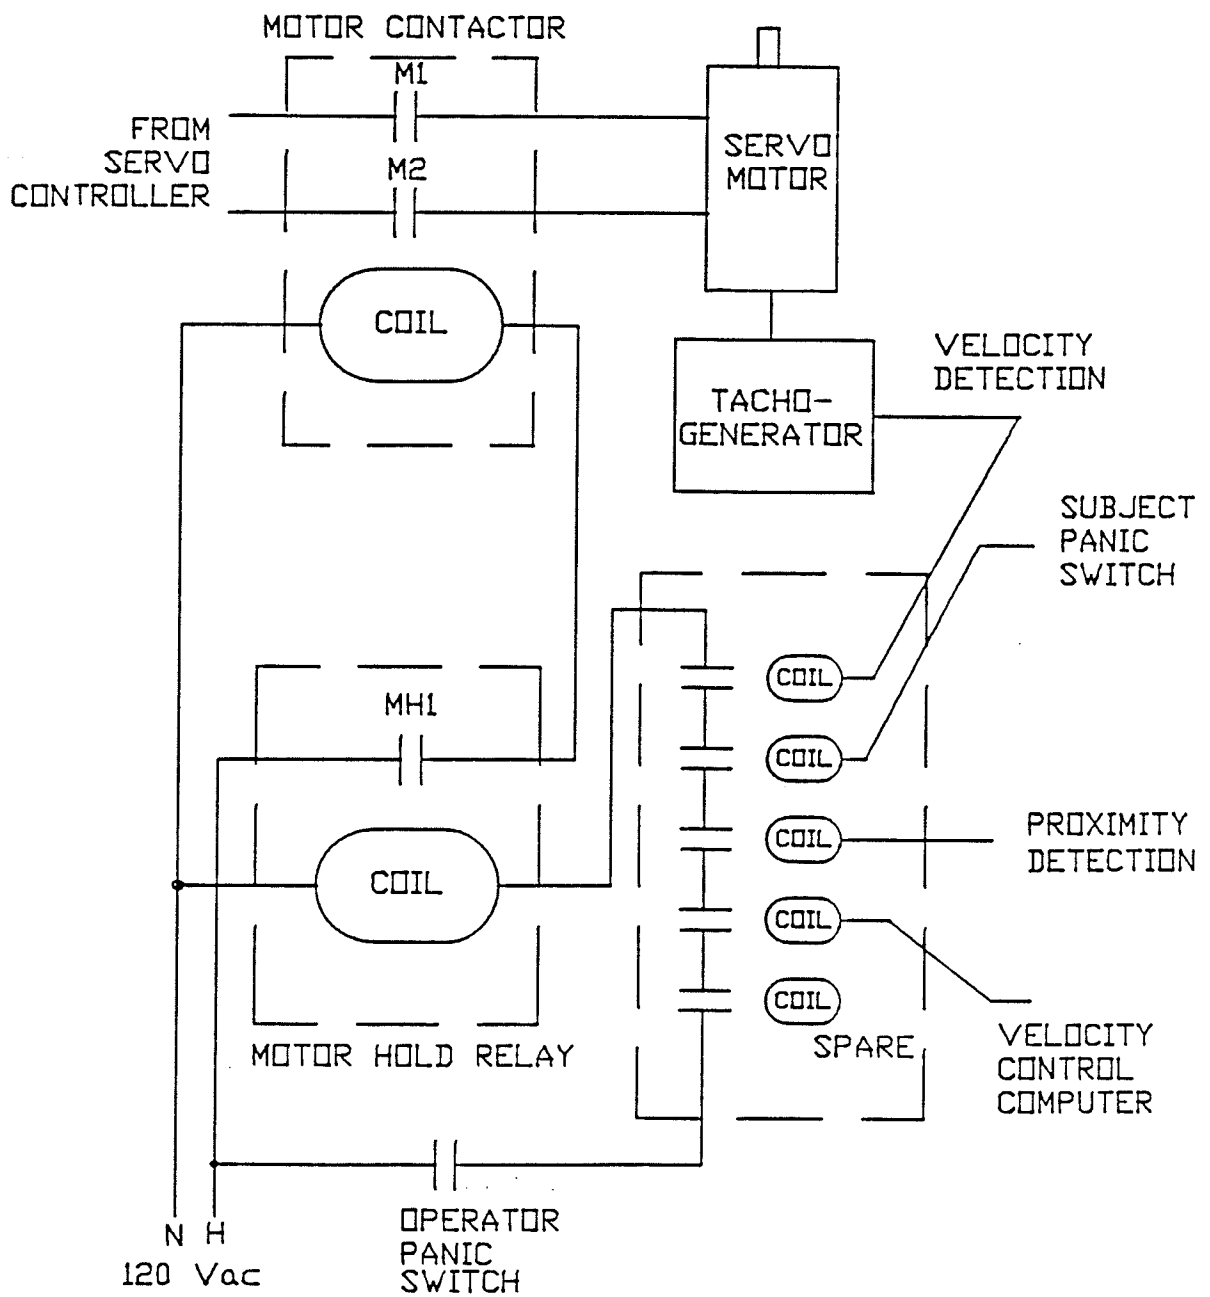 MOTOR CONTACTOR
M1
FROM
SERVO
CONTROLLER
M2
SERVO
MOTOR
COIL
VELOCITY
DETECTION
TACHO-
GENERATOR
SUBJECT
PANIC
SWITCH
COIL
MH1
COIL
COIL
PROXIMITY
DETECTION
COIL
COIL
COIL
SPARE
MOTOR HOLD RELAY
VELOCITY
CONTROL
COMPUTER
N H
120 Vac
OPERATOR
PANIC
SWITCH